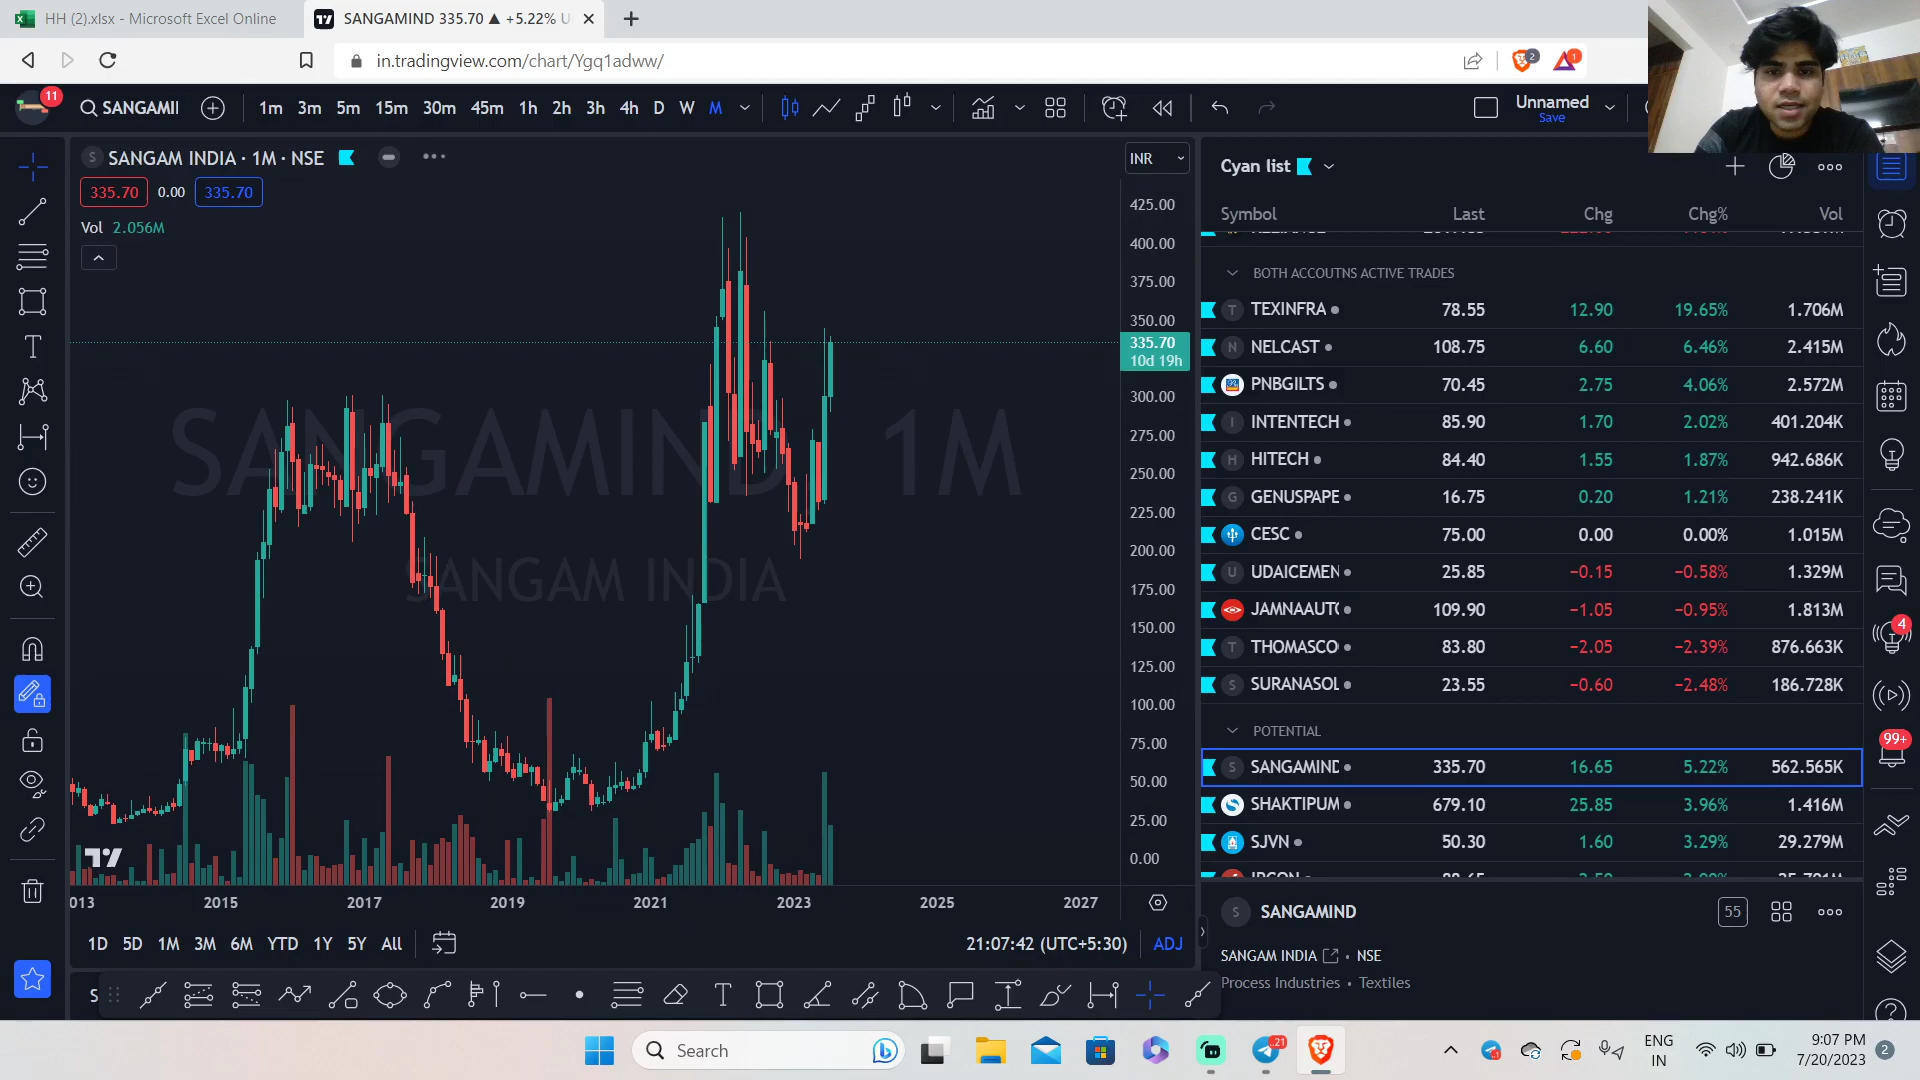 HH (2).xlsx - Microsoft Excel Online
SANGAMIND 335.70 ▲ +5.22% U
in.tradingview.com/chart/Ygq1adww/
2
1
11
SANGAMI
1m 3m 5m 15m 30m 45m 1h 2h 3h 4h D W M
Unnamed
Save
SANGAM INDIA · 1M · NSE
INR
335.70 0.00 335.70
Vol 2.056M
425.00
400.00
375.00
350.00
335.70
10d 19h
300.00
275.00
250.00
225.00
200.00
175.00
150.00
125.00
100.00
75.00
50.00
25.00
0.00
SANGAMIND 1M
SANGAM INDIA
013 2015 2017 2019 2021 2023 2025 2027
1D 5D 1M 3M 6M YTD 1Y 5Y All
21:07:42 (UTC+5:30) ADJ
S
Cyan list
Symbol Last Chg Chg% Vol
BOTH ACCOUTNS ACTIVE TRADES
T TEXINFRA 78.55 12.90 19.65% 1.706M
N NELCAST 108.75 6.60 6.46% 2.415M
PNBGILTS 70.45 2.75 4.06% 2.572M
I INTENTECH 85.90 1.70 2.02% 401.204K
H HITECH 84.40 1.55 1.87% 942.686K
G GENUSPAPE 16.75 0.20 1.21% 238.241K
CESC 75.00 0.00 0.00% 1.015M
U UDAICEMEN 25.85 −0.15 −0.58% 1.329M
JAMNAAUT 109.90 −1.05 −0.95% 1.813M
T THOMASCO 83.80 −2.05 −2.39% 876.663K
S SURANASOL 23.55 −0.60 −2.48% 186.728K
POTENTIAL
S SANGAMIND 335.70 16.65 5.22% 562.565K
SHAKTIPUM 679.10 25.85 3.96% 1.416M
SJVN 50.30 1.60 3.29% 29.279M
S SANGAMIND
55
SANGAM INDIA • NSE
Process Industries • Textiles
4
99+
Search
21
ENG
IN
9:07 PM
7/20/2023
2